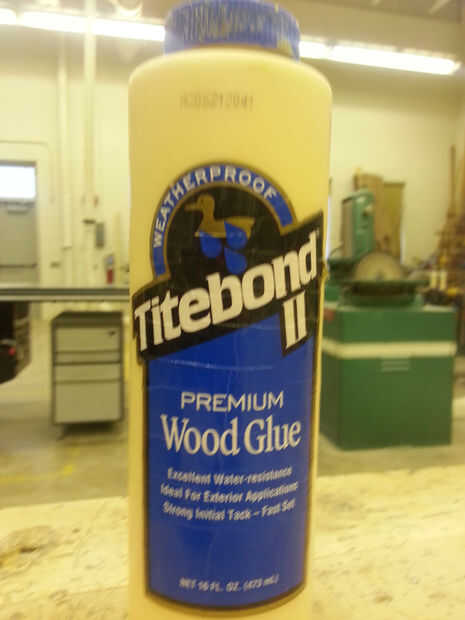 WEATHERPROOF
Titebond
II
PREMIUM
Wood Glue
Excellent Water-resistance
Ideal For Exterior Applications
Strong Initial Tack – Fast Set
NET 16 FL. OZ. (473 mL)